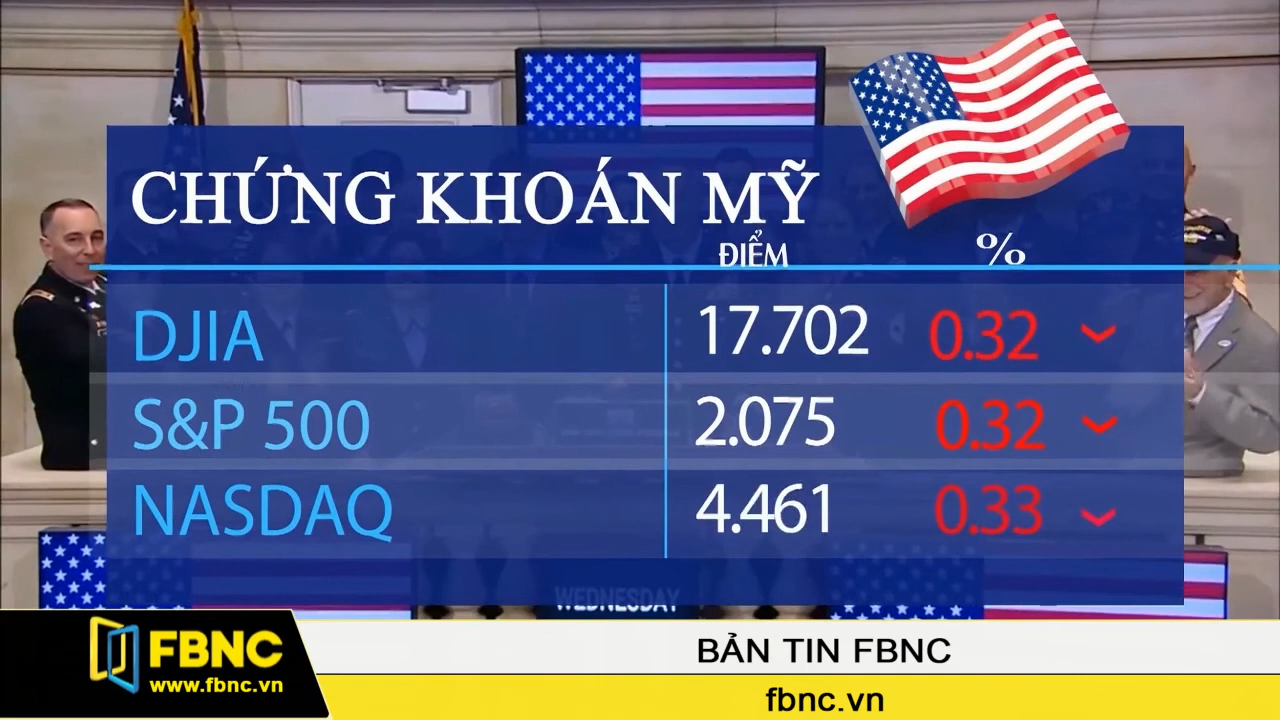 CHỨNG KHOÁN MỸ
ĐIỂM %
DJIA 17.702 0.32
S&P 500 2.075 0.32
NASDAQ 4.461 0.33
WEDNESDAY
FBNC
www.fbnc.vn
BẢN TIN FBNC
fbnc.vn